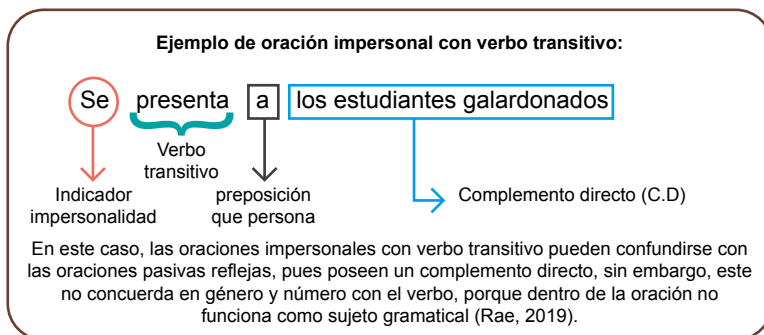 Ejemplo de oración impersonal con verbo transitivo:
Se presenta a los estudiantes galardonados
Verbo
transitivo
Indicador
impersonalidad
preposición
que persona
Complemento directo (C.D)
En este caso, las oraciones impersonales con verbo transitivo pueden confundirse con
las oraciones pasivas reflejas, pues poseen un complemento directo, sin embargo, este
no concuerda en género y número con el verbo, porque dentro de la oración no
funciona como sujeto gramatical (Rae, 2019).